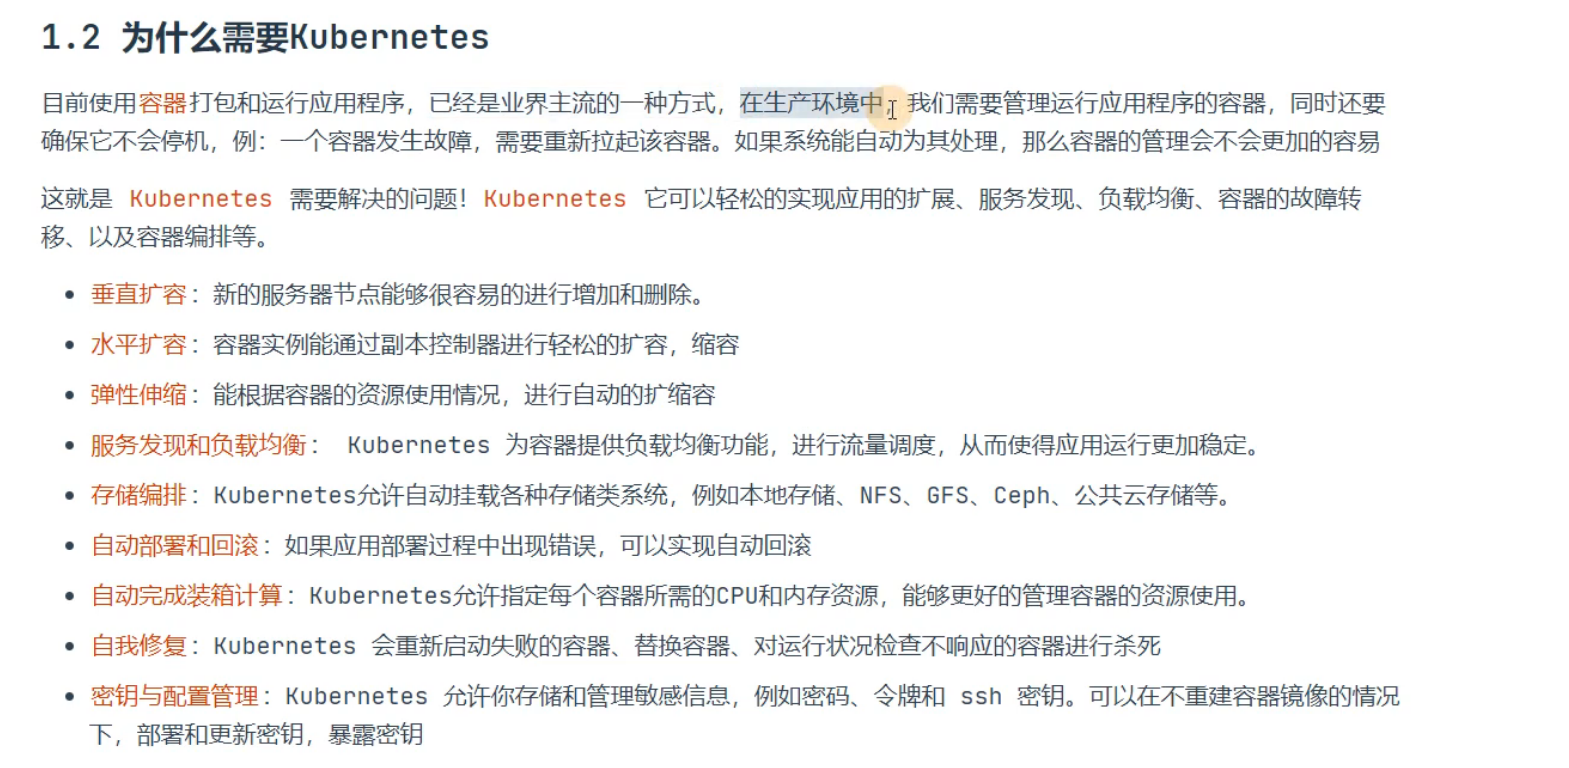 1.2 为什么需要Kubernetes
目前使用容器打包和运行应用程序，已经是业界主流的一种方式，在生产环境中，我们需要管理运行应用程序的容器，同时还要
确保它不会停机，例：一个容器发生故障，需要重新拉起该容器。如果系统能自动为其处理，那么容器的管理会不会更加的容易
这就是 Kubernetes 需要解决的问题！Kubernetes 它可以轻松的实现应用的扩展、服务发现、负载均衡、容器的故障转
移、以及容器编排等。
• 垂直扩容：新的服务器节点能够很容易的进行增加和删除。
• 水平扩容：容器实例能通过副本控制器进行轻松的扩容，缩容
• 弹性伸缩：能根据容器的资源使用情况，进行自动的扩缩容
• 服务发现和负载均衡： Kubernetes 为容器提供负载均衡功能，进行流量调度，从而使得应用运行更加稳定。
• 存储编排：Kubernetes允许自动挂载各种存储类系统，例如本地存储、NFS、GFS、Ceph、公共云存储等。
• 自动部署和回滚：如果应用部署过程中出现错误，可以实现自动回滚
• 自动完成装箱计算：Kubernetes允许指定每个容器所需的CPU和内存资源，能够更好的管理容器的资源使用。
• 自我修复：Kubernetes 会重新启动失败的容器、替换容器、对运行状况检查不响应的容器进行杀死
• 密钥与配置管理：Kubernetes 允许你存储和管理敏感信息，例如密码、令牌和 ssh 密钥。可以在不重建容器镜像的情况
下，部署和更新密钥，暴露密钥